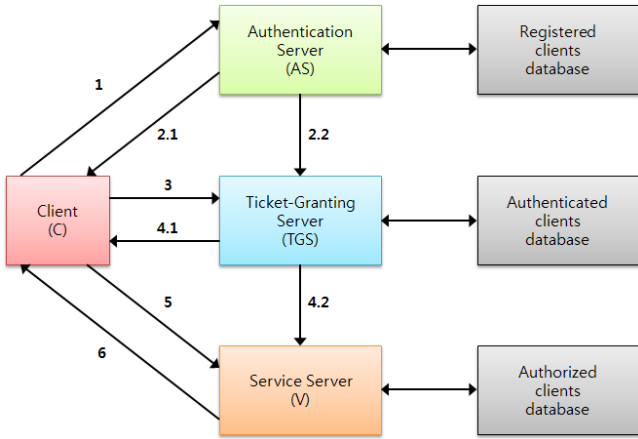 Authentication
Server
(AS)
Registered
clients
database
1
2.1
2.2
Client
(C)
3
4.1
Ticket-Granting
Server
(TGS)
Authenticated
clients
database
5
4.2
6
Service Server
(V)
Authorized
clients
database